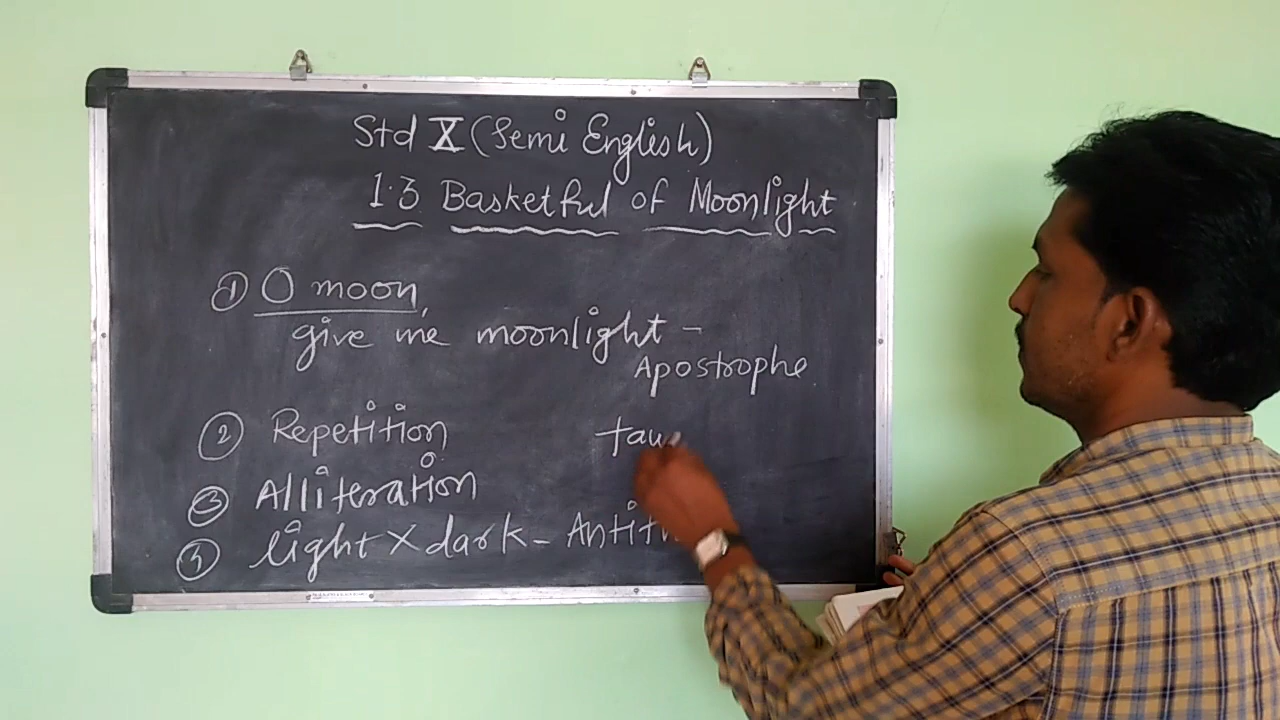 Std X (Semi English)
1.3 Basketful of Moonlight
① O moon,
give me moonlight -
Apostrophe
② Repetition
tau
③ Alliteration
④ light X dark - Antith